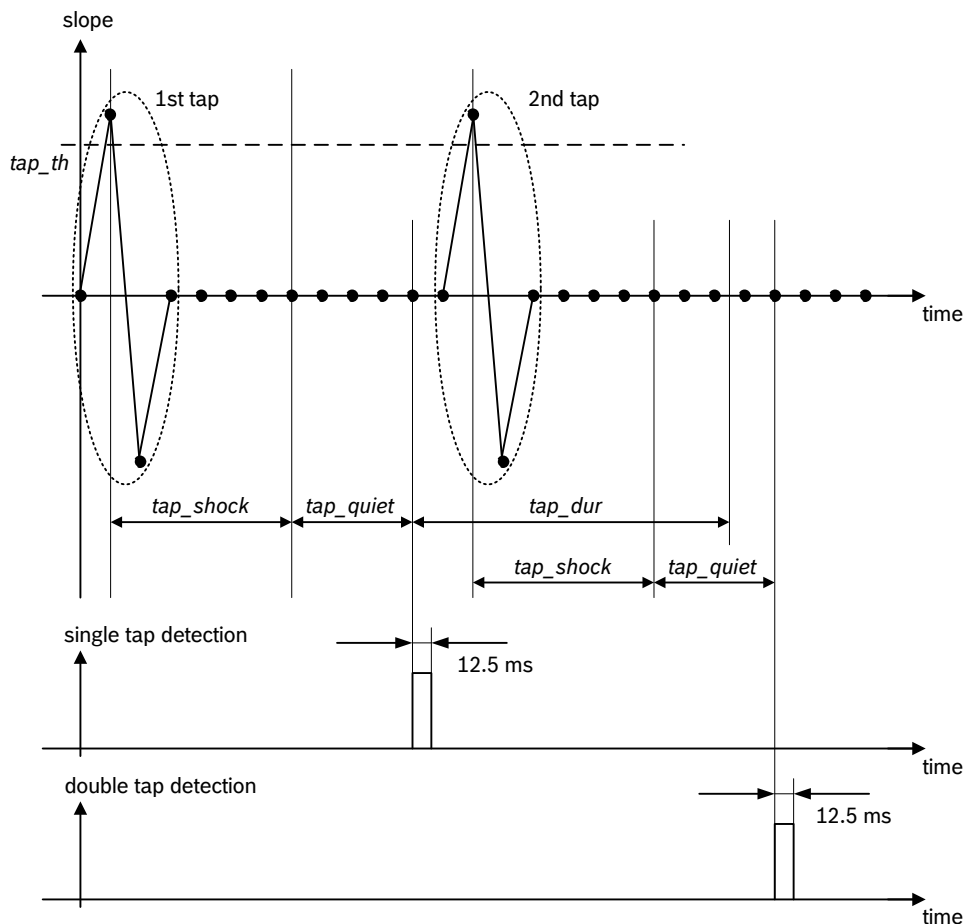 slope
1st tap
2nd tap
tap_th
time
tap_shock
tap_quiet
tap_dur
tap_shock
tap_quiet
single tap detection
12.5 ms
time
double tap detection
12.5 ms
time